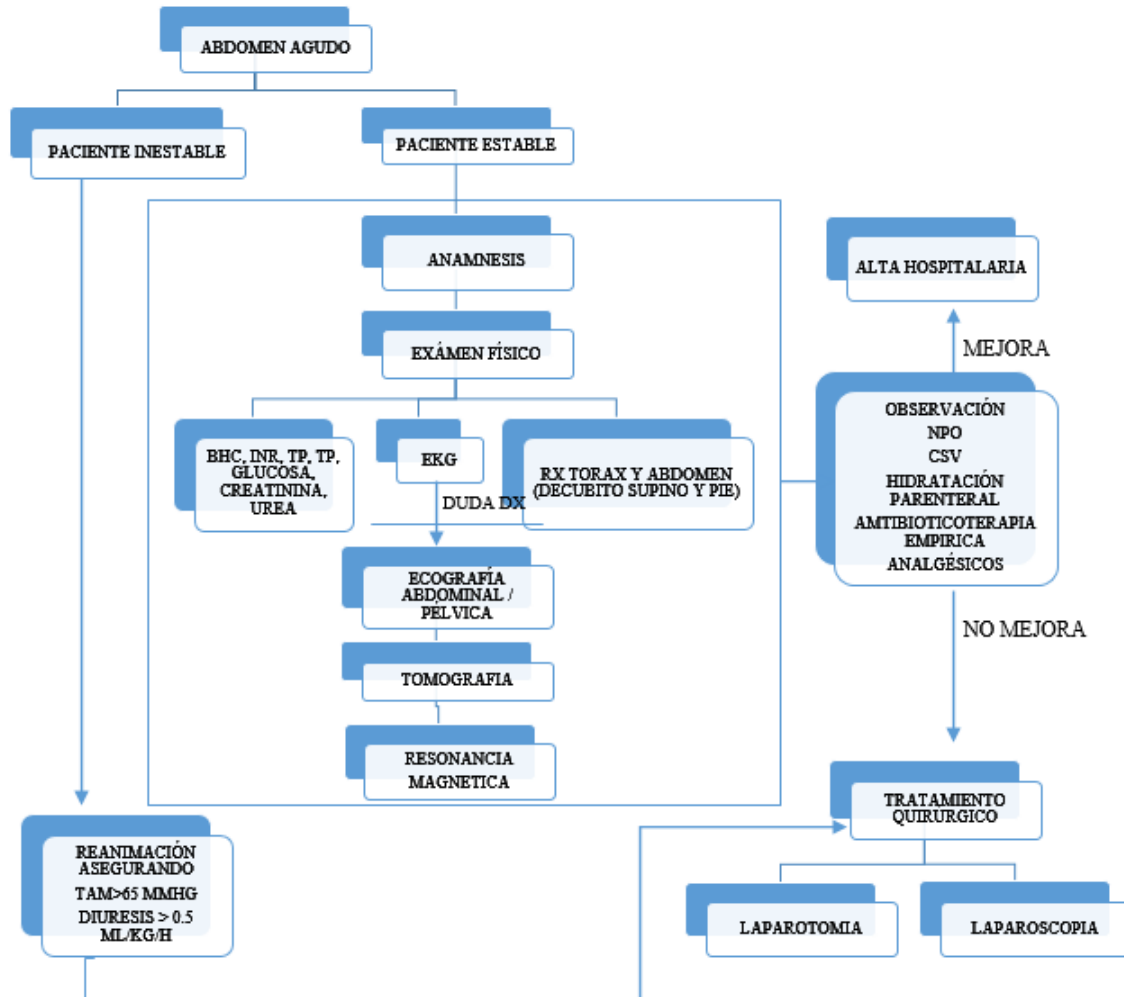 ABDOMEN AGUDO
PACIENTE INESTABLE
PACIENTE ESTABLE
ANAMNESIS
EXÁMEN FÍSICO
BHC, INR, TP, TP,
GLUCOSA,
CREATININA,
UREA
EKG
RX TORAX Y ABDOMEN
(DECUBITO SUPINO Y PIE)
DUDA DX
ECOGRAFÍA
ABDOMINAL /
PÉLVICA
TOMOGRAFIA
RESONANCIA
MAGNETICA
ALTA HOSPITALARIA
MEJORA
OBSERVACIÓN
NPO
CSV
HIDRATACIÓN
PARENTERAL
AMTIBIOTICOTERAPIA
EMPIRICA
ANALGÉSICOS
NO MEJORA
REANIMACIÓN
ASEGURANDO
TAM>65 MMHG
DIURESIS > 0.5
ML/KG/H
TRATAMIENTO
QUIRURGICO
LAPAROTOMIA
LAPAROSCOPIA